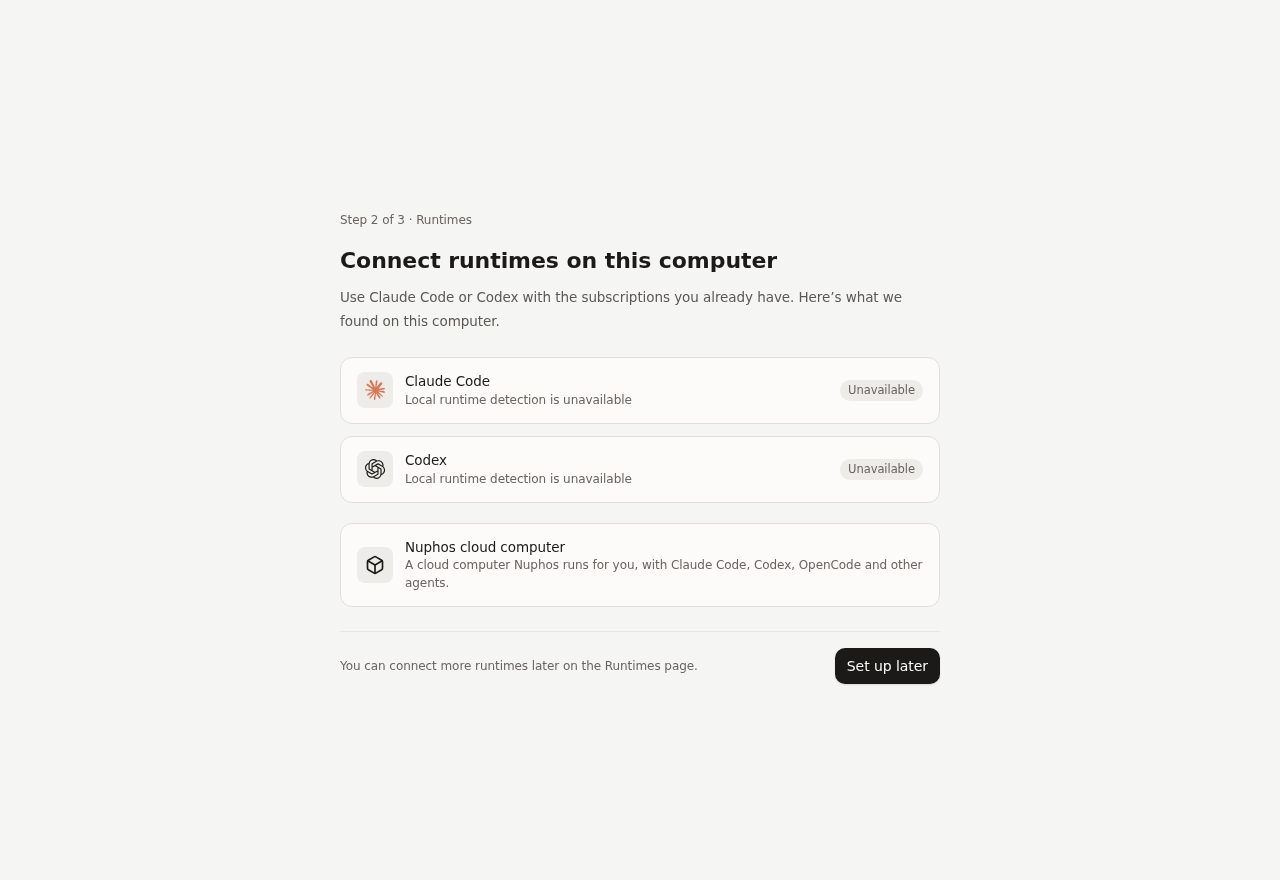 Step 2 of 3 · Runtimes
Connect runtimes on this computer
Use Claude Code or Codex with the subscriptions you already have. Here’s what we
found on this computer.
Claude Code
Local runtime detection is unavailable
Unavailable
Codex
Local runtime detection is unavailable
Unavailable
Nuphos cloud computer
A cloud computer Nuphos runs for you, with Claude Code, Codex, OpenCode and other
agents.
You can connect more runtimes later on the Runtimes page.
Set up later